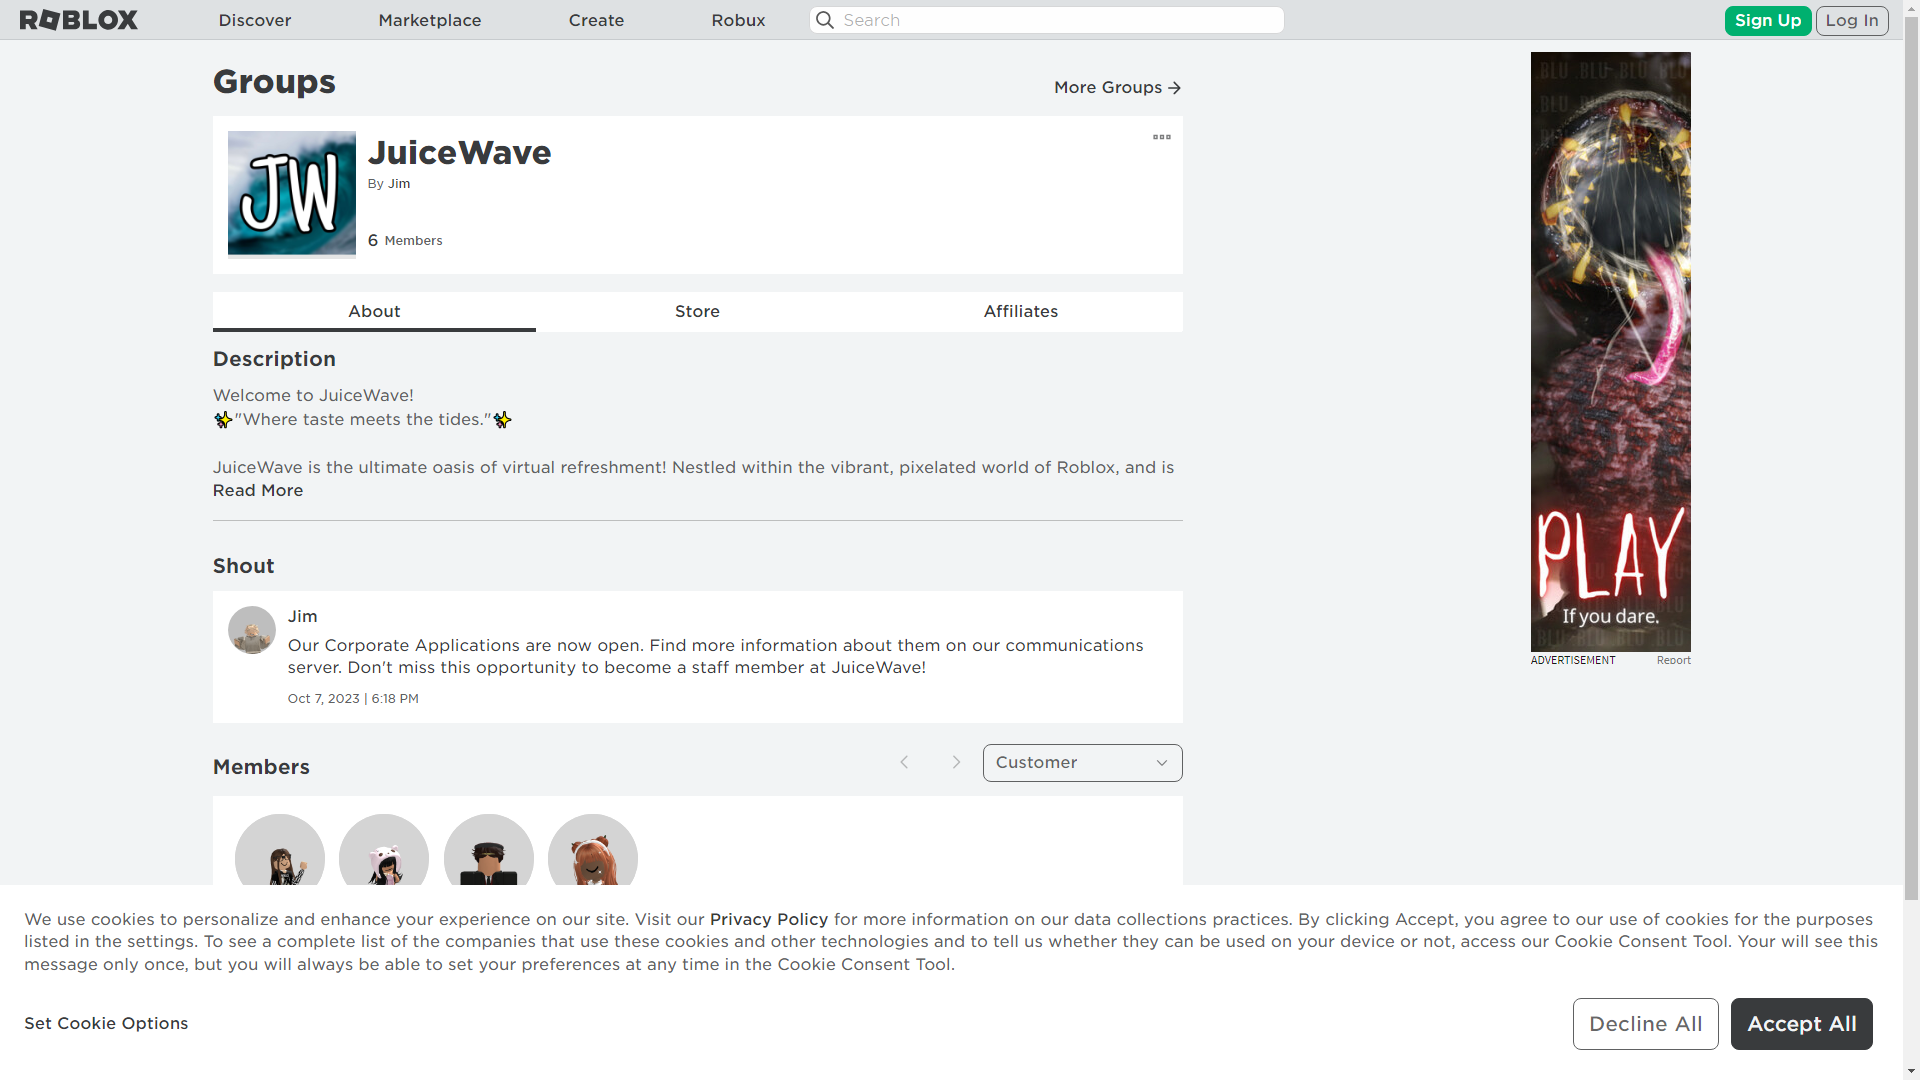 ROBLOX
Discover
Marketplace
Create
Robux
Search
Sign Up
Log In
Groups
More Groups
JW
JuiceWave
By Jim
6 Members
About
Store
Affiliates
Description
Welcome to JuiceWave!
✨"Where taste meets the tides."✨
JuiceWave is the ultimate oasis of virtual refreshment! Nestled within the vibrant, pixelated world of Roblox, and is
Read More
Shout
Jim
Our Corporate Applications are now open. Find more information about them on our communications
server. Don't miss this opportunity to become a staff member at JuiceWave!
Oct 7, 2023 | 6:18 PM
Members
Customer
PLAY
If you dare.
ADVERTISEMENT
Report
We use cookies to personalize and enhance your experience on our site. Visit our Privacy Policy for more information on our data collections practices. By clicking Accept, you agree to our use of cookies for the purposes
listed in the settings. To see a complete list of the companies that use these cookies and other technologies and to tell us whether they can be used on your device or not, access our Cookie Consent Tool. Your will see this
message only once, but you will always be able to set your preferences at any time in the Cookie Consent Tool.
Set Cookie Options
Decline All
Accept All